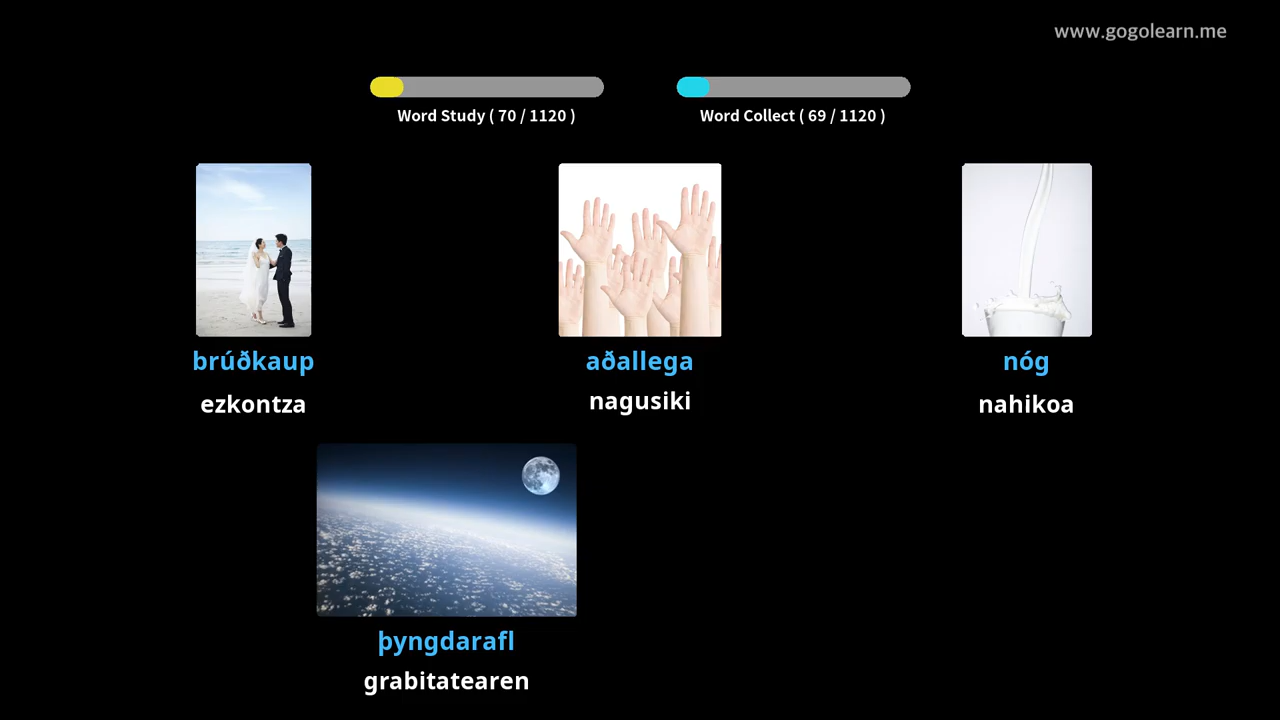 www.gogolearn.me
Word Study ( 70 / 1120 )
Word Collect ( 69 / 1120 )
brúðkaup
ezkontza
aðallega
nagusiki
nóg
nahikoa
þyngdarafl
grabitatearen